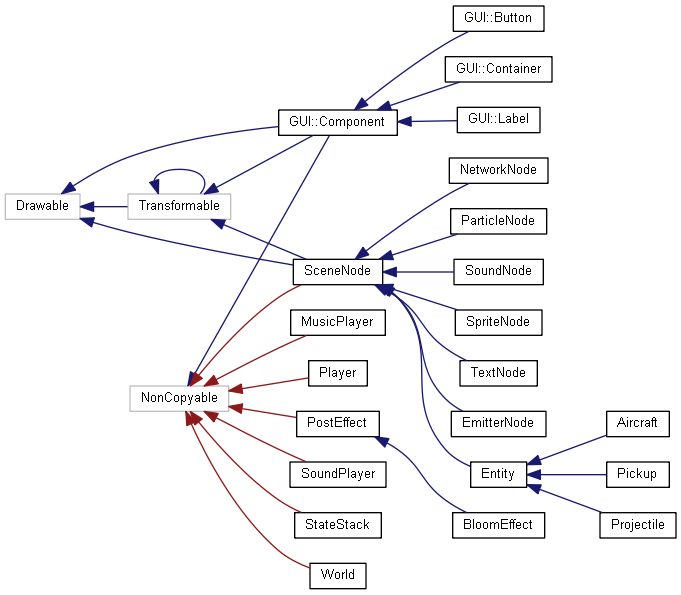 GUI::Button
GUI::Container
GUI::Component
GUI::Label
NetworkNode
Drawable
Transformable
ParticleNode
SceneNode
SoundNode
MusicPlayer
SpriteNode
Player
TextNode
NonCopyable
PostEffect
EmitterNode
Aircraft
SoundPlayer
Entity
Pickup
StateStack
BloomEffect
Projectile
World